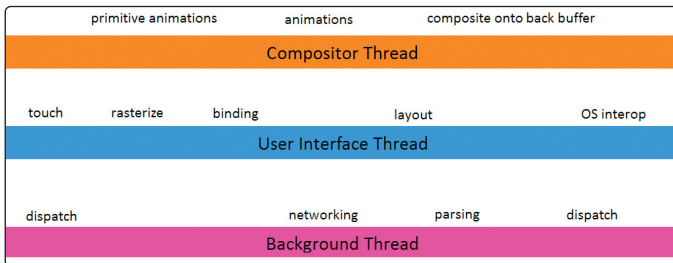 primitive animations animations composite onto back buffer
Compositor Thread
touch rasterize binding layout OS interop
User Interface Thread
dispatch networking parsing dispatch
Background Thread